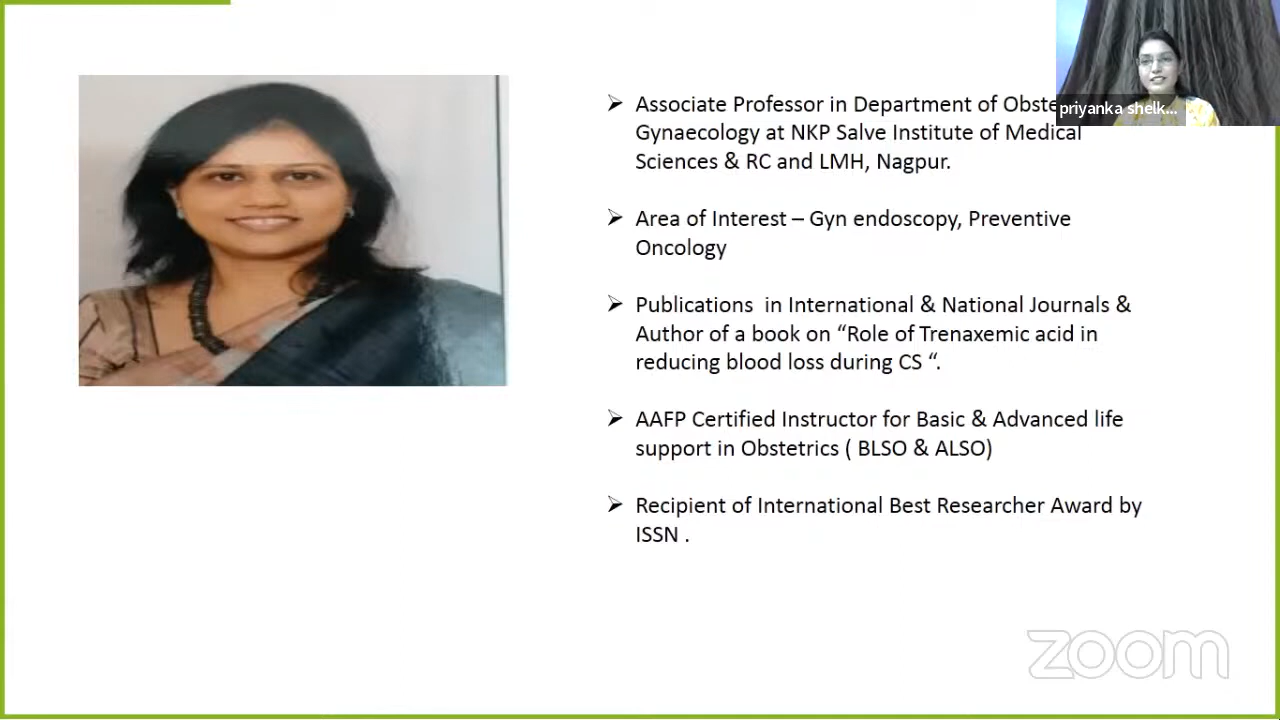 ➢ Associate Professor in Department of
Gynaecology at NKP Salve Institute of Medical
Sciences & RC and LMH, Nagpur.
➢ Area of Interest – Gyn endoscopy, Preventive
Oncology
➢ Publications in International & National Journals &
Author of a book on “Role of Trenaxemic acid in
reducing blood loss during CS “.
➢ AAFP Certified Instructor for Basic & Advanced life
support in Obstetrics ( BLSO & ALSO)
➢ Recipient of International Best Researcher Award by
ISSN .
priyanka shelk...
zoom